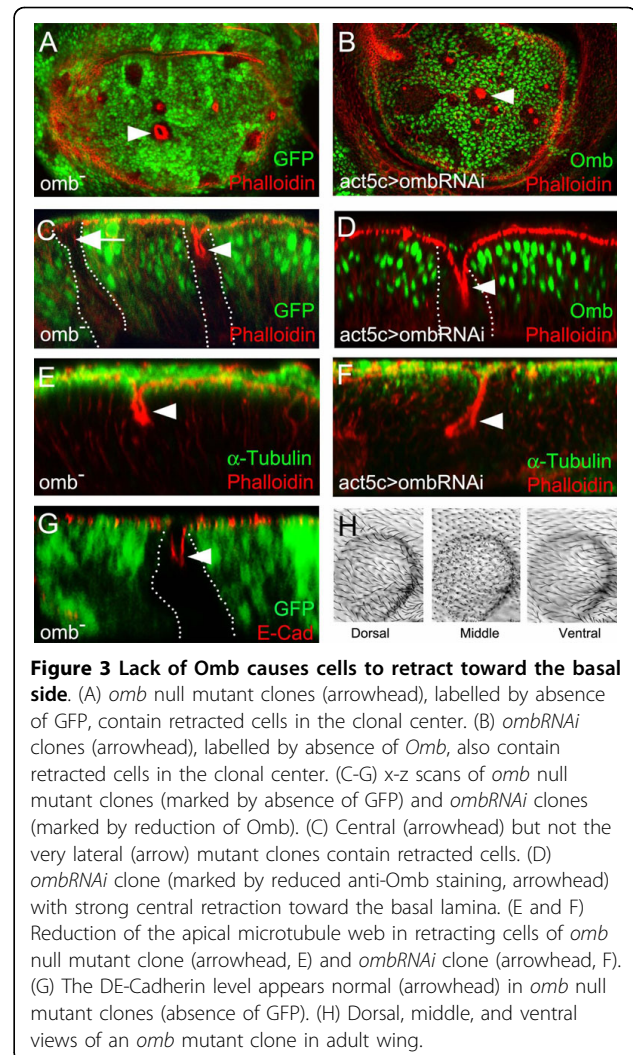 A
B
GFP
Phalloidin
omb⁻
Omb
Phalloidin
act5c>ombRNAi
C
D
GFP
Phalloidin
omb⁻
Omb
Phalloidin
act5c>ombRNAi
E
F
α-Tubulin
Phalloidin
omb⁻
α-Tubulin
Phalloidin
act5c>ombRNAi
G
H
GFP
E-Cad
omb⁻
Dorsal Middle Ventral
Figure 3 Lack of Omb causes cells to retract toward the basal
side. (A) omb null mutant clones (arrowhead), labelled by absence
of GFP, contain retracted cells in the clonal center. (B) ombRNAi
clones (arrowhead), labelled by absence of Omb, also contain
retracted cells in the clonal center. (C-G) x-z scans of omb null
mutant clones (marked by absence of GFP) and ombRNAi clones
(marked by reduction of Omb). (C) Central (arrowhead) but not the
very lateral (arrow) mutant clones contain retracted cells. (D)
ombRNAi clone (marked by reduced anti-Omb staining, arrowhead)
with strong central retraction toward the basal lamina. (E and F)
Reduction of the apical microtubule web in retracting cells of omb
null mutant clone (arrowhead, E) and ombRNAi clone (arrowhead, F).
(G) The DE-Cadherin level appears normal (arrowhead) in omb null
mutant clones (absence of GFP). (H) Dorsal, middle, and ventral
views of an omb mutant clone in adult wing.